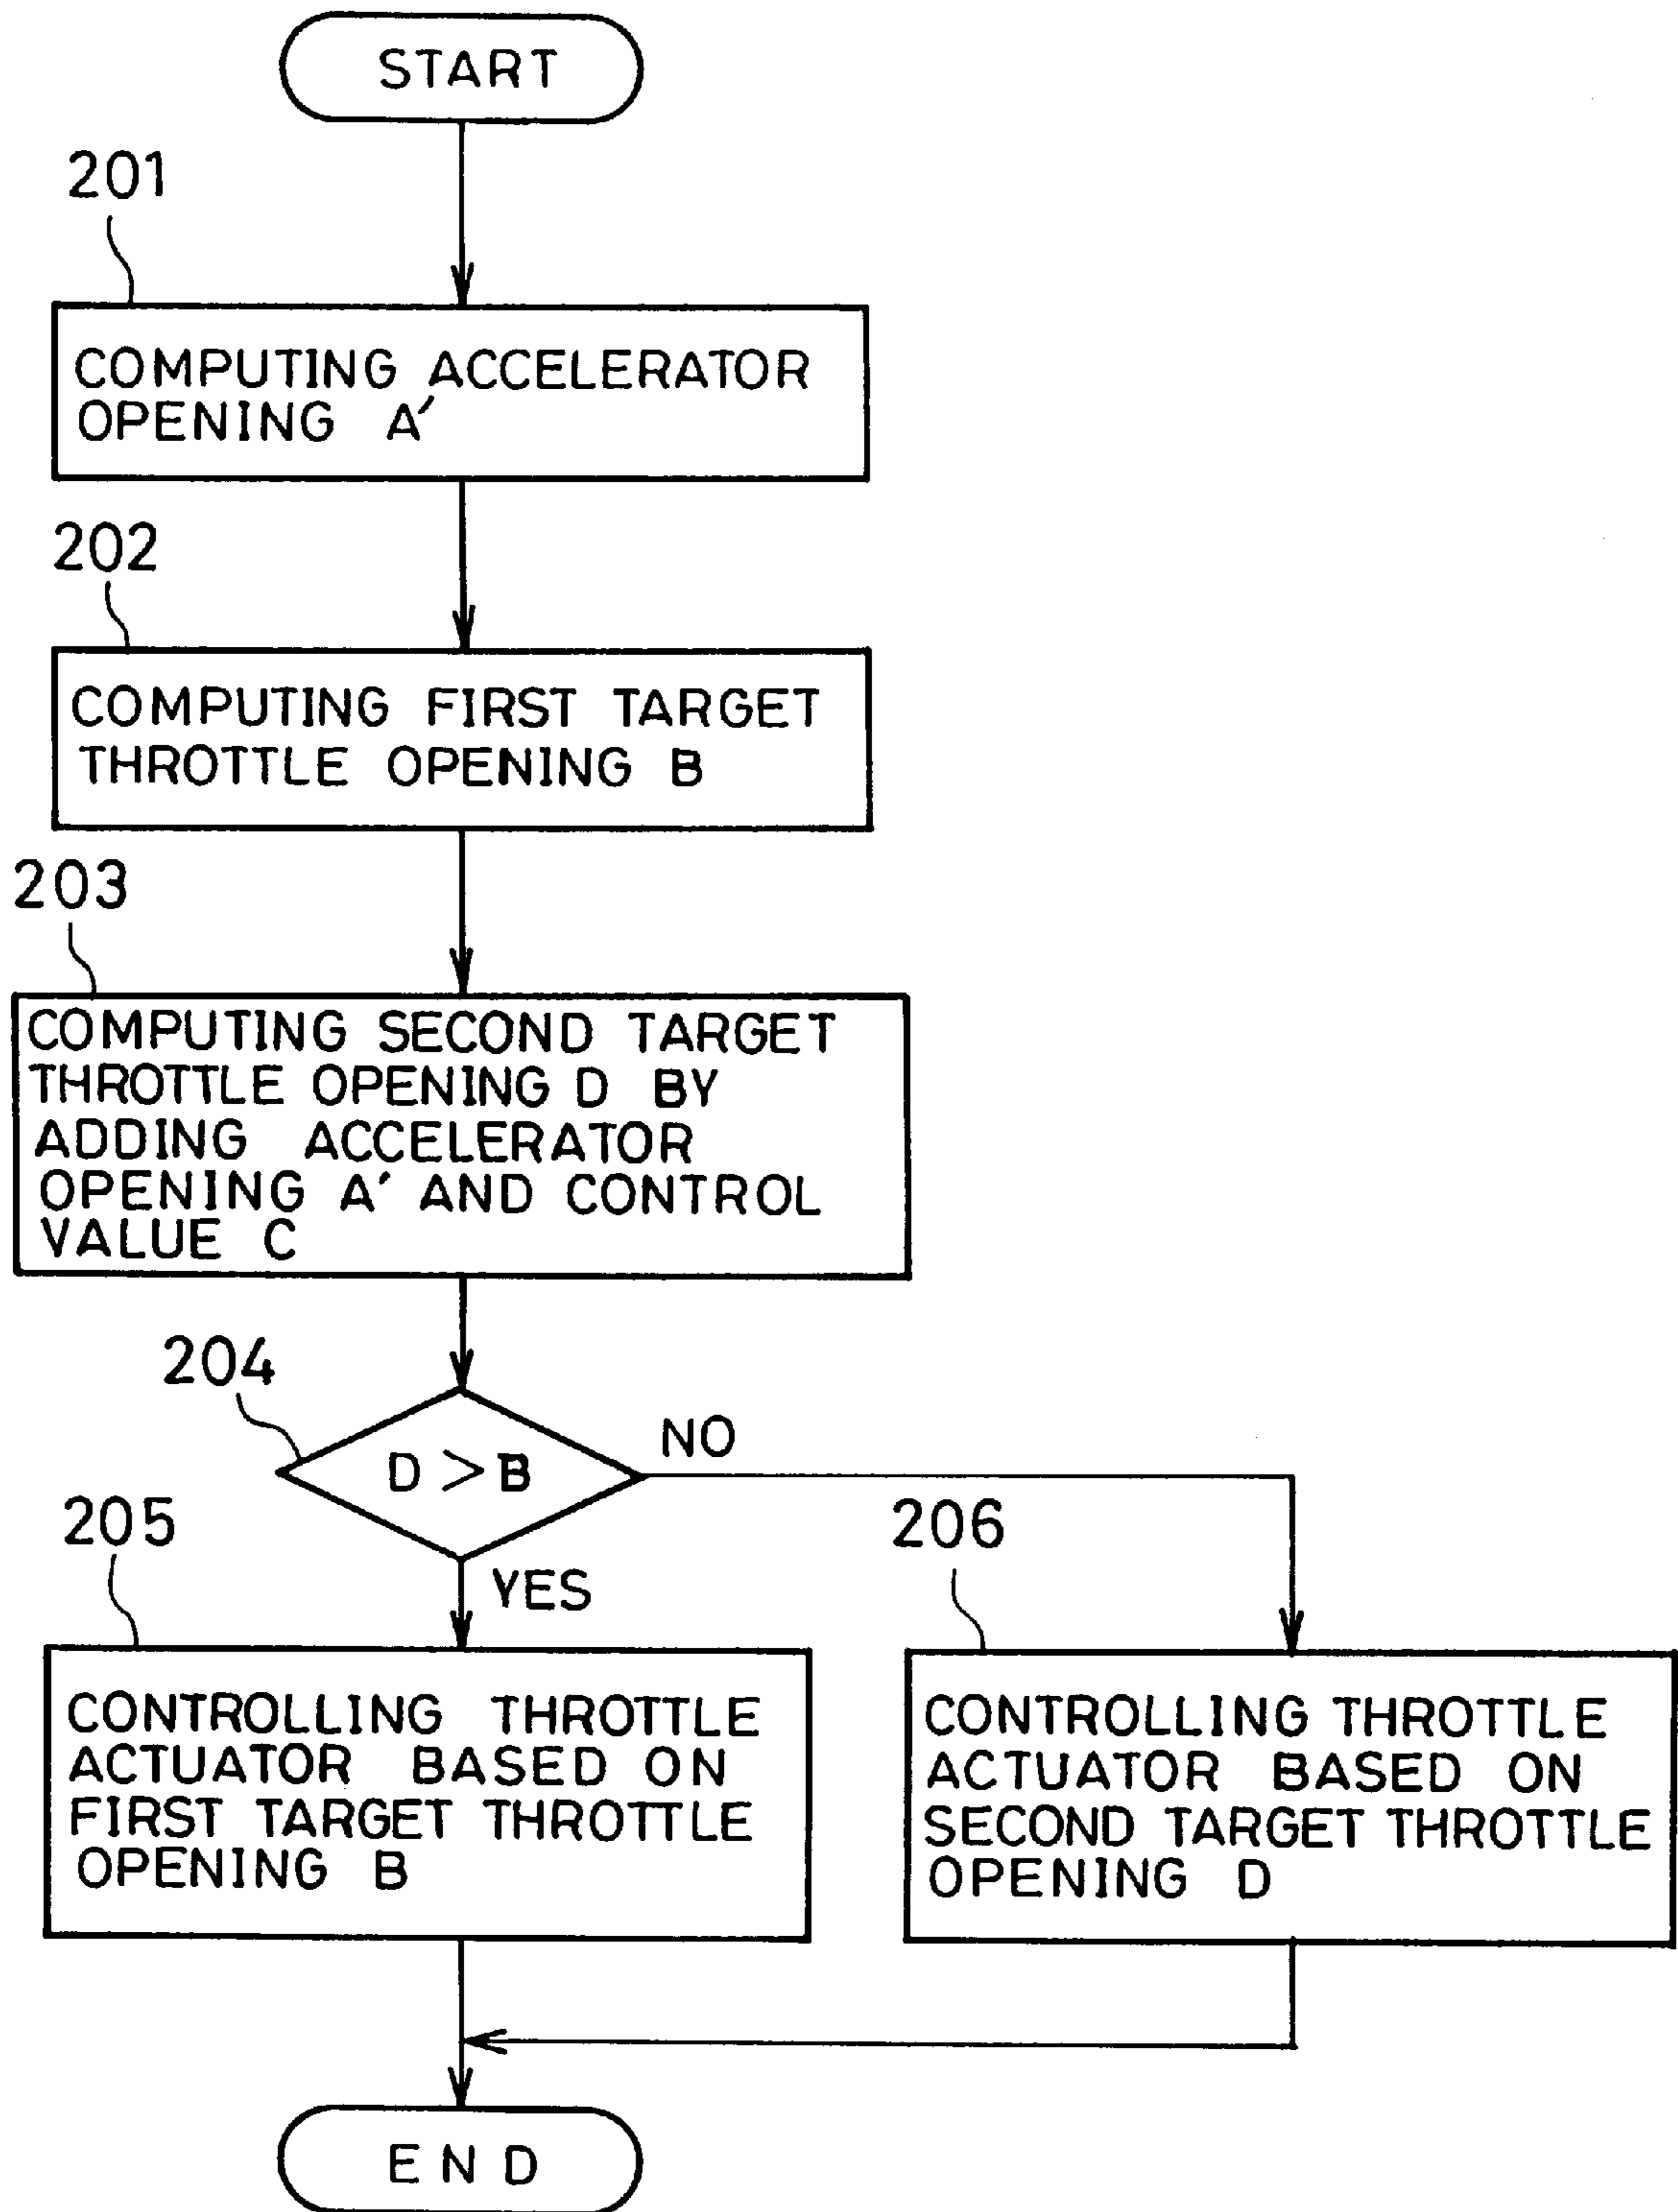 START
201
COMPUTING ACCELERATOR
OPENING A'
202
COMPUTING FIRST TARGET
THROTTLE OPENING B
203
COMPUTING SECOND TARGET
THROTTLE OPENING D BY
ADDING ACCELERATOR
OPENING A' AND CONTROL
VALUE C
204
D > B
NO
YES
205
CONTROLLING THROTTLE
ACTUATOR BASED ON
FIRST TARGET THROTTLE
OPENING B
206
CONTROLLING THROTTLE
ACTUATOR BASED ON
SECOND TARGET THROTTLE
OPENING D
END